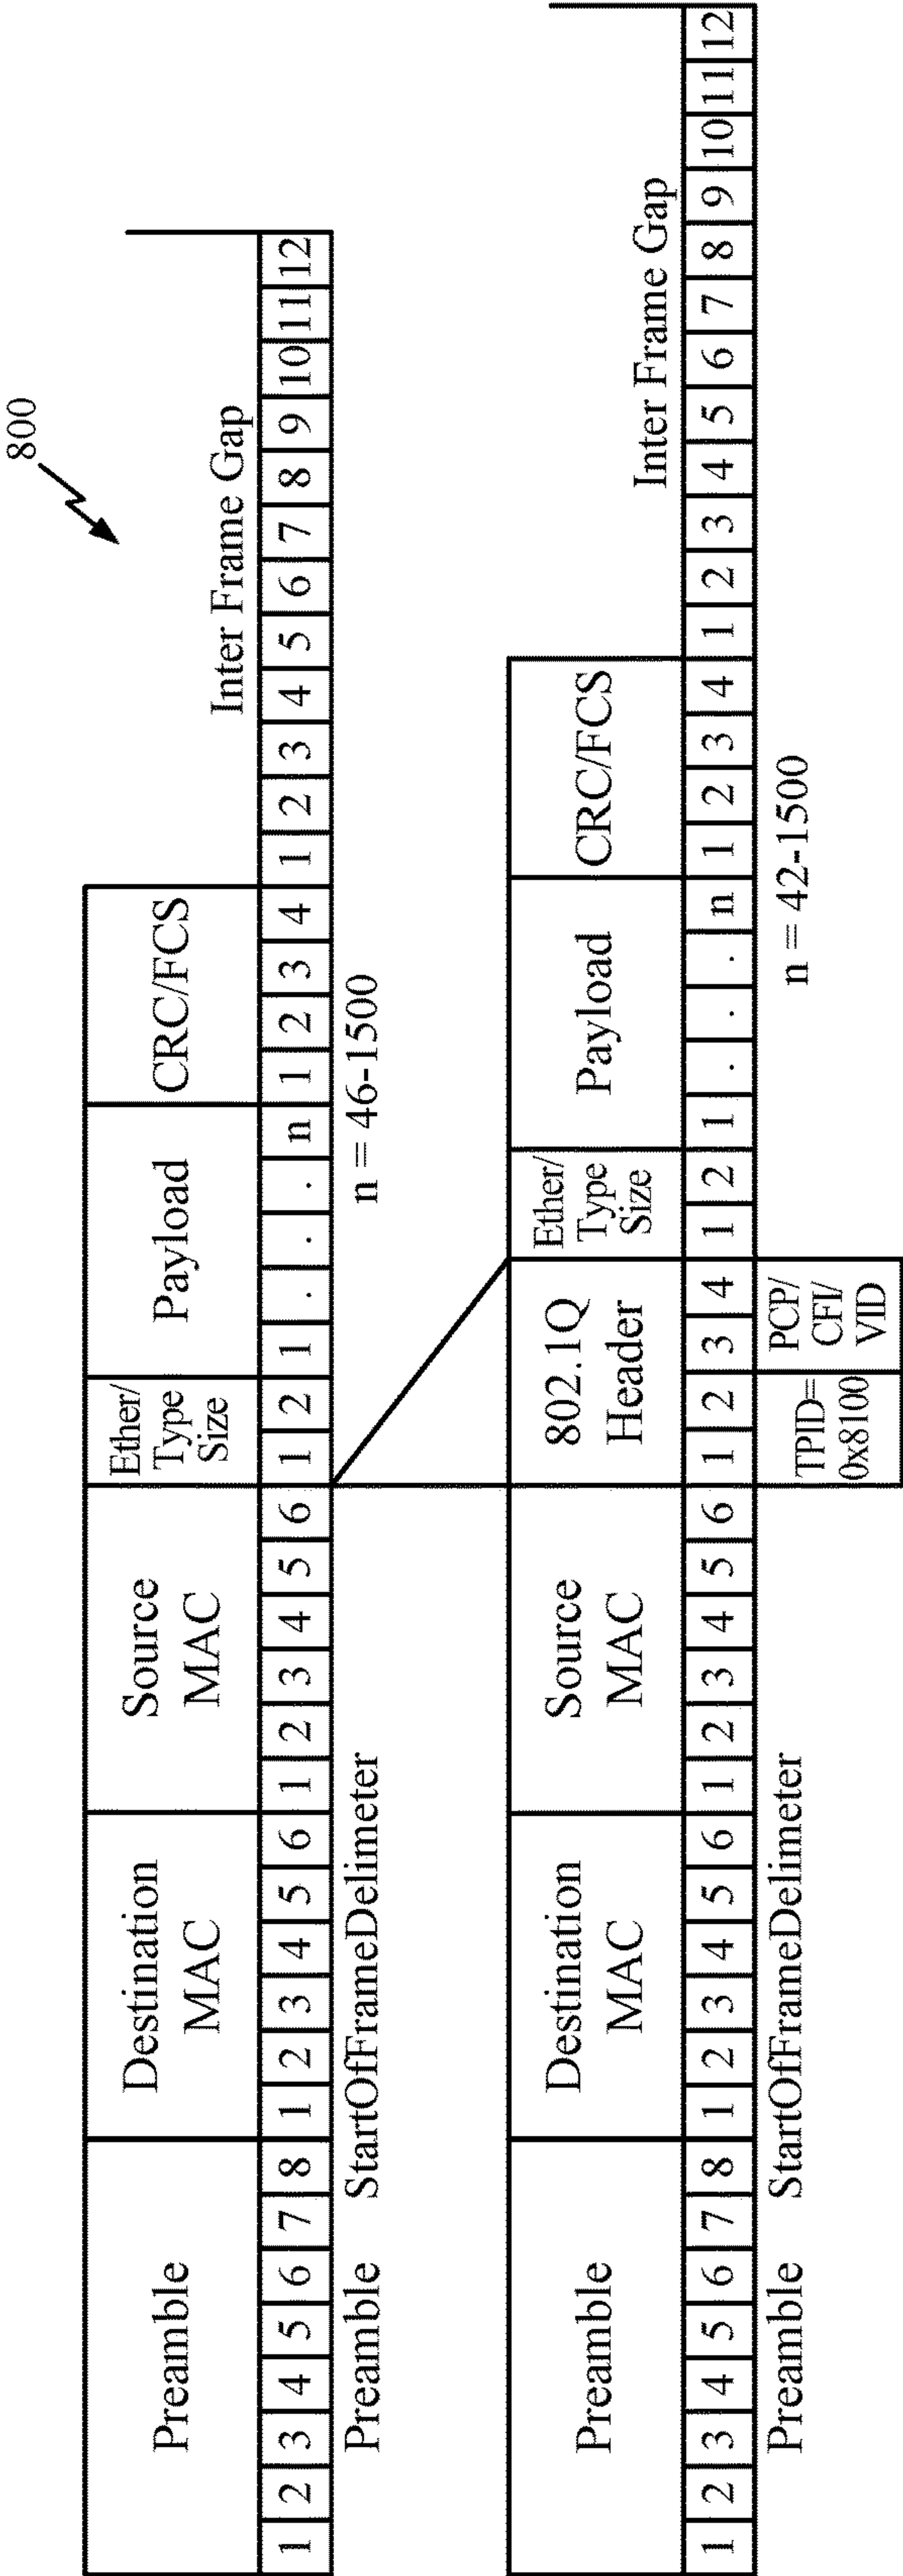 800
Preamble
Destination
MAC
Source
MAC
Ether/
Type
Size
Payload
CRC/FCS
Inter Frame Gap
1 2 3 4 5 6 7 8 1 2 3 4 5 6 1 2 3 4 5 6 1 2 1 . . . n 1 2 3 4 1 2 3 4 5 6 7 8 9 10 11 12
Preamble StartOfFrameDelimeter
n = 46-1500
Preamble
Destination
MAC
Source
MAC
802.1Q
Header
Ether/
Type
Size
Payload
CRC/FCS
Inter Frame Gap
1 2 3 4 5 6 7 8 1 2 3 4 5 6 1 2 3 4 5 6 1 2 3 4 1 2 1 . . . n 1 2 3 4 1 2 3 4 5 6 7 8 9 10 11 12
Preamble StartOfFrameDelimeter
TPID=
0x8100
PCP/
CFI/
VID
n = 42-1500